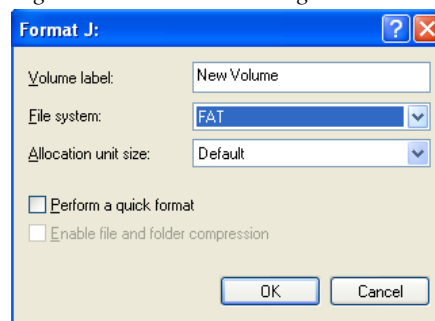 Format J:
Volume label: New Volume
File system: FAT
Allocation unit size: Default
Perform a quick format
Enable file and folder compression
OK Cancel